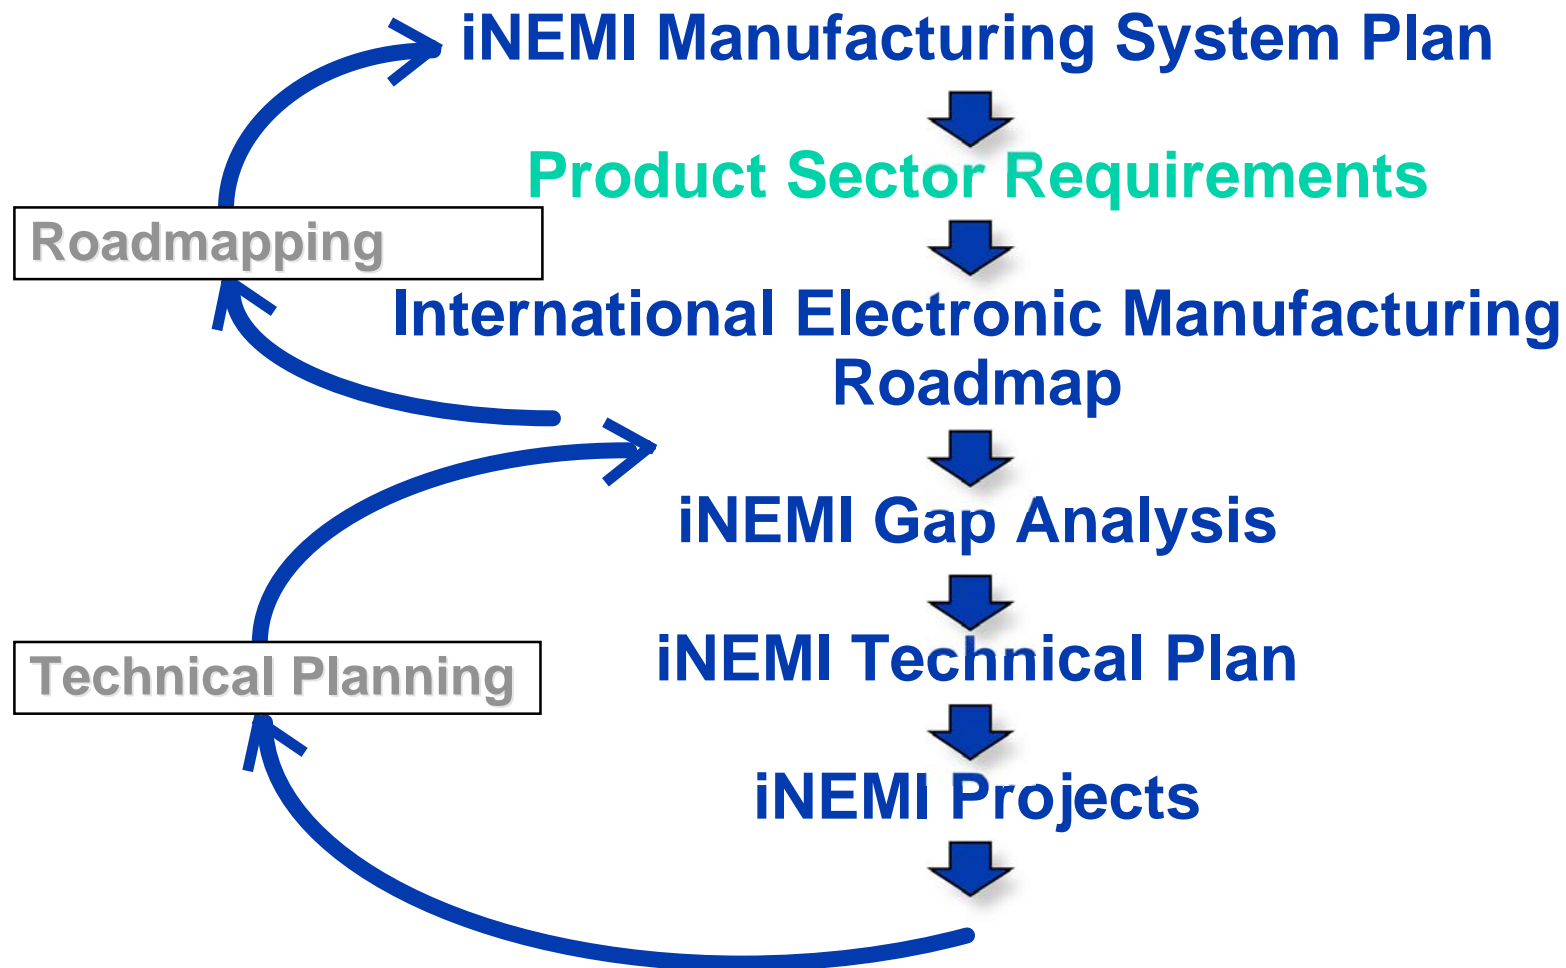 iNEMI Manufacturing System Plan
Product Sector Requirements
Roadmapping
International Electronic Manufacturing
Roadmap
iNEMI Gap Analysis
iNEMI Technical Plan
Technical Planning
iNEMI Projects